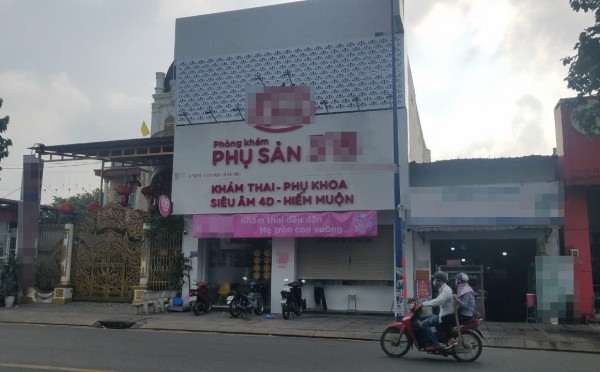 Phòng khám
PHỤ SẢN
KHÁM THAI - PHỤ KHOA
SIÊU ÂM 4D - HIẾM MUỘN
Khám thai đều đặn
Mẹ tròn con vuông